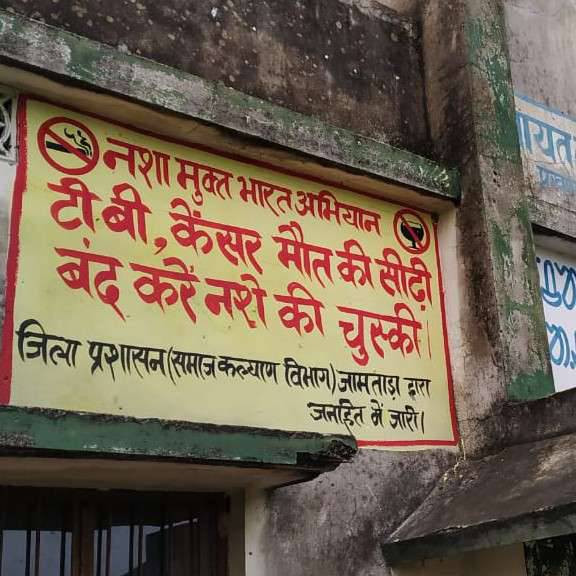 नशा मुक्त भारत अभियान
टी.बी, कैंसर मौत की सीढ़ी
बंद करें नशे की चुस्की।
जिला प्रशासन (समाज कल्याण विभाग) जामताड़ा द्वारा
जनहित में जारी।